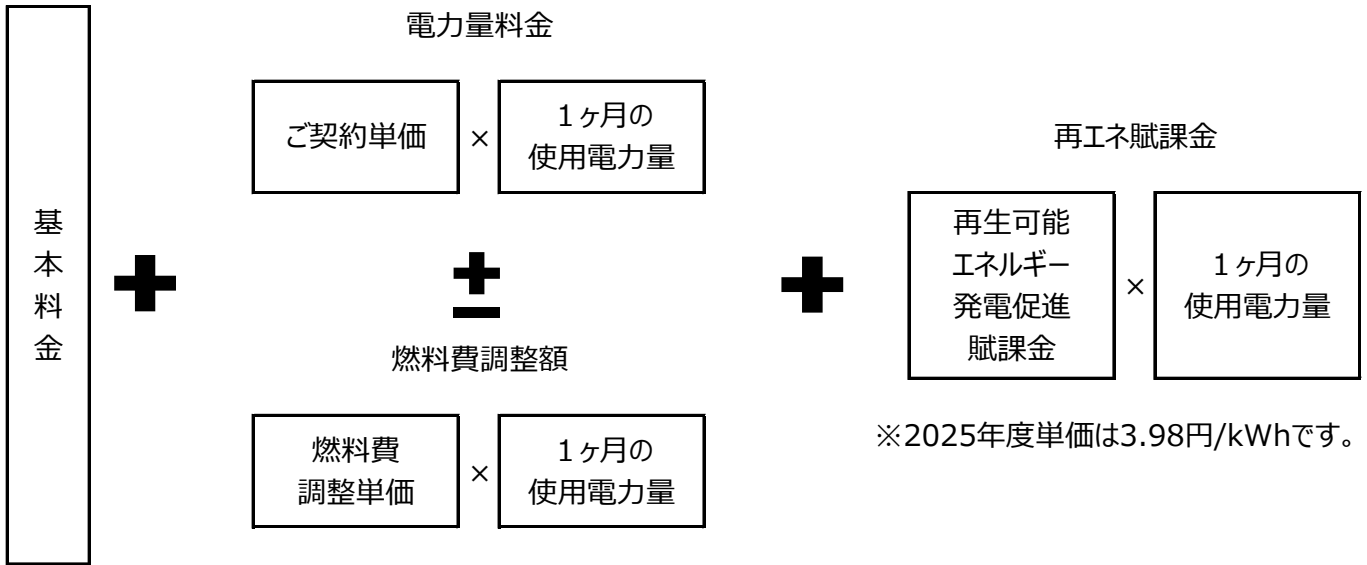 基本料金
電力量料金
ご契約単価
×
1ヶ月の
使用電力量
燃料費調整額
燃料費
調整単価
×
1ヶ月の
使用電力量
再エネ賦課金
再生可能
エネルギー
発電促進
賦課金
×
1ヶ月の
使用電力量
※2025年度単価は3.98円/kWhです。